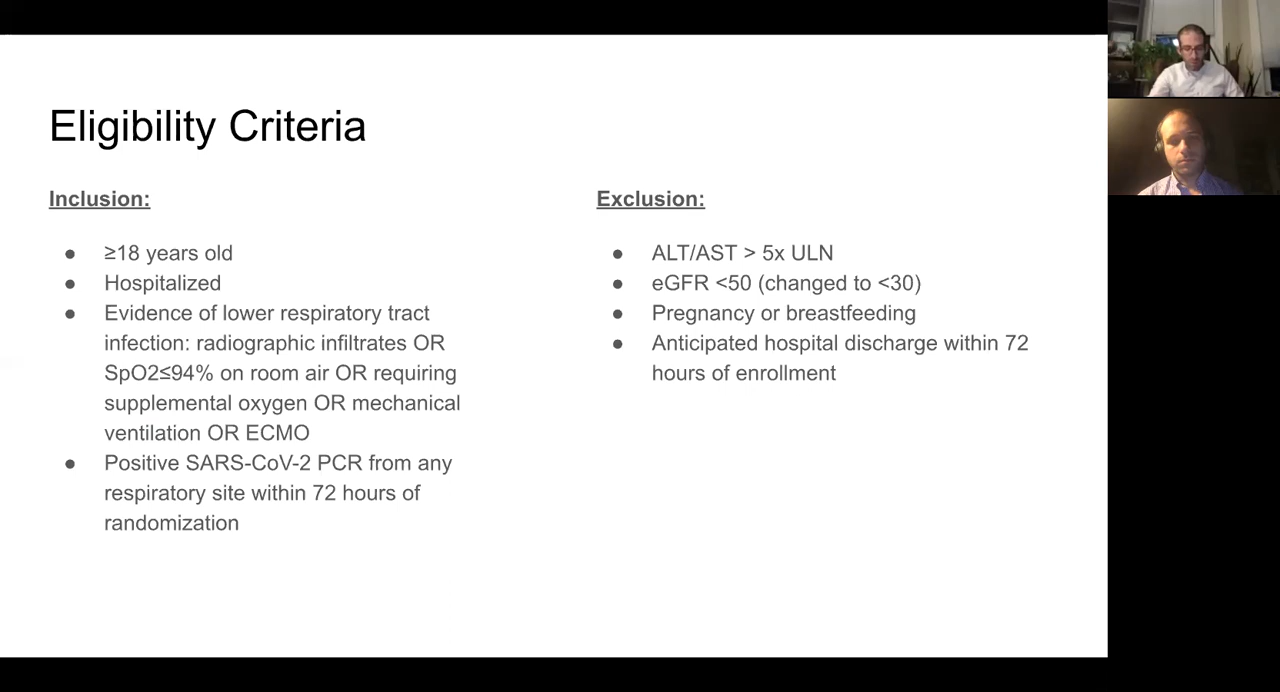 Eligibility Criteria
Inclusion:
● ≥18 years old
● Hospitalized
● Evidence of lower respiratory tract
infection: radiographic infiltrates OR
SpO2≤94% on room air OR requiring
supplemental oxygen OR mechanical
ventilation OR ECMO
● Positive SARS-CoV-2 PCR from any
respiratory site within 72 hours of
randomization
Exclusion:
● ALT/AST > 5x ULN
● eGFR <50 (changed to <30)
● Pregnancy or breastfeeding
● Anticipated hospital discharge within 72
hours of enrollment